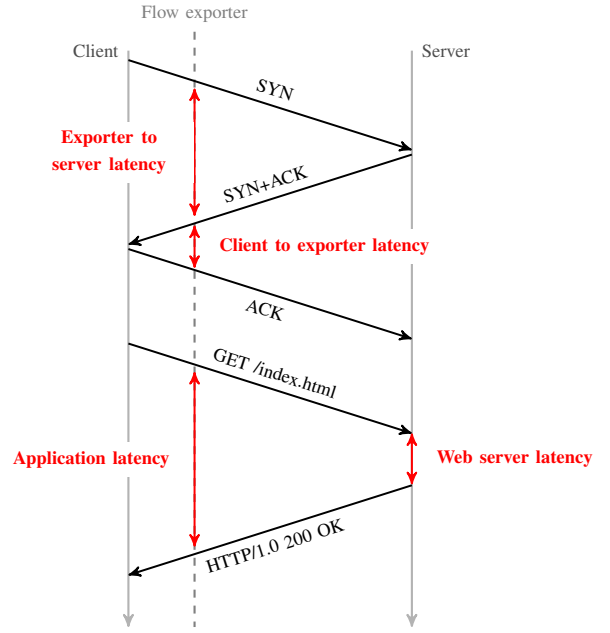 Flow exporter
Client
Server
SYN
Exporter to
server latency
SYN+ACK
Client to exporter latency
ACK
GET /index.html
Application latency
Web server latency
HTTP/1.0 200 OK